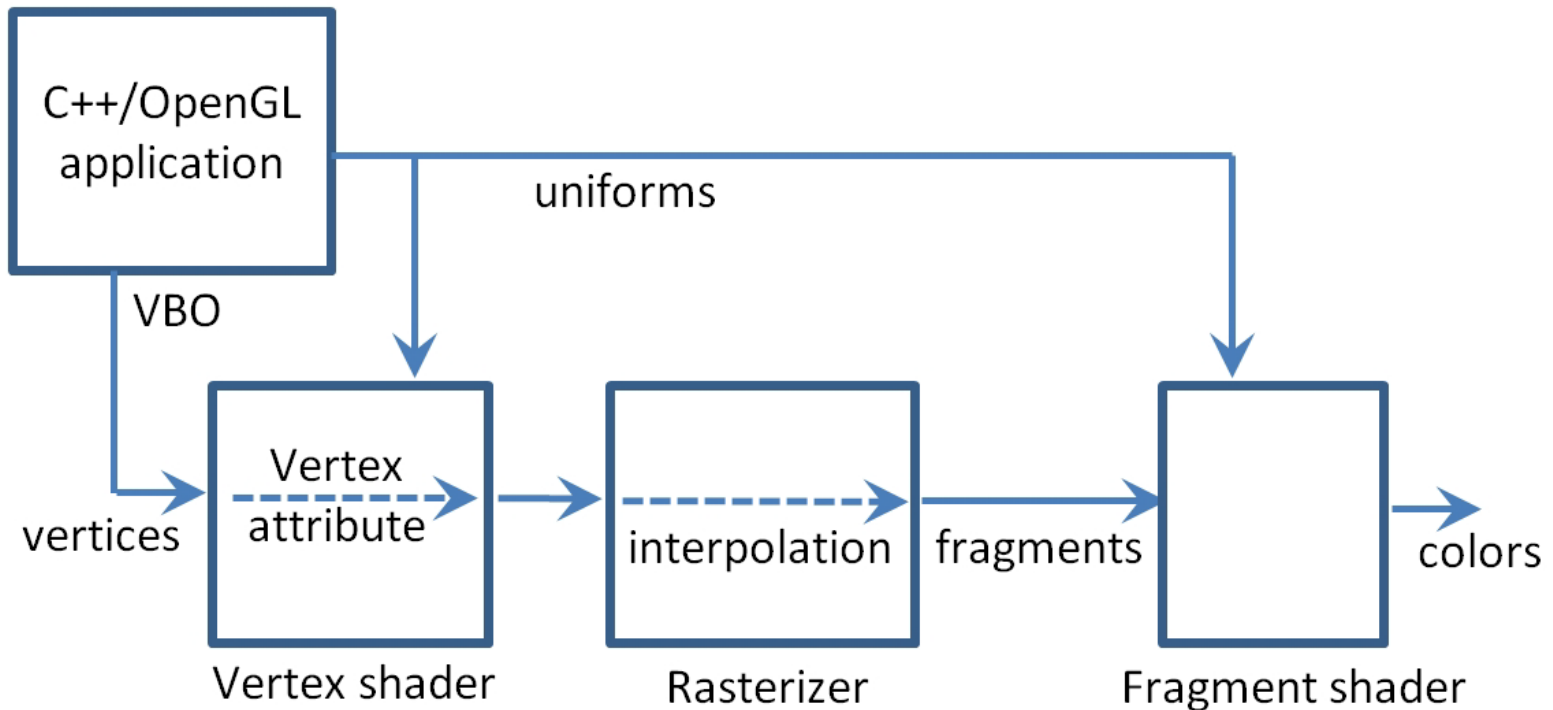 C++/OpenGL
application
uniforms
VBO
Vertex
attribute
vertices
interpolation
fragments
colors
Vertex shader
Rasterizer
Fragment shader